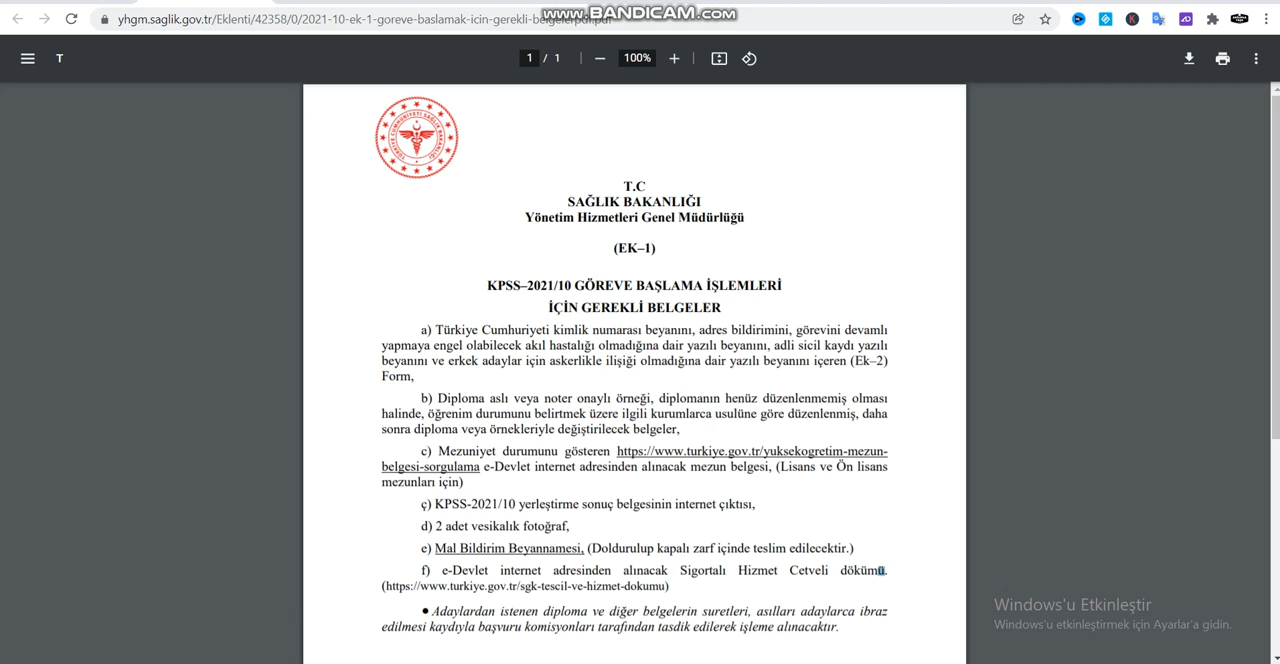 www.BANDICAM.com
yhgm.saglik.gov.tr/Eklenti/42358/0/2021-10-ek-1-goreve-baslamak-icin-gerekli-belgelerpdf.pdf
T
1 / 1
100%
TÜRKİYE CUMHURİYETİ SAĞLIK BAKANLIĞI
T.C
SAĞLIK BAKANLIĞI
Yönetim Hizmetleri Genel Müdürlüğü
(EK–1)
KPSS–2021/10 GÖREVE BAŞLAMA İŞLEMLERİ
İÇİN GEREKLİ BELGELER
a) Türkiye Cumhuriyeti kimlik numarası beyanını, adres bildirimini, görevini devamlı
yapmaya engel olabilecek akıl hastalığı olmadığına dair yazılı beyanını, adli sicil kaydı yazılı
beyanını ve erkek adaylar için askerlikle ilişiği olmadığına dair yazılı beyanını içeren (Ek–2)
Form,
b) Diploma aslı veya noter onaylı örneği, diplomanın henüz düzenlenmemiş olması
halinde, öğrenim durumunu belirtmek üzere ilgili kurumlarca usulüne göre düzenlenmiş, daha
sonra diploma veya örnekleriyle değiştirilecek belgeler,
c) Mezuniyet durumunu gösteren https://www.turkiye.gov.tr/yuksekogretim-mezun-
belgesi-sorgulama e-Devlet internet adresinden alınacak mezun belgesi, (Lisans ve Ön lisans
mezunları için)
ç) KPSS-2021/10 yerleştirme sonuç belgesinin internet çıktısı,
d) 2 adet vesikalık fotoğraf,
e) Mal Bildirim Beyannamesi, (Doldurulup kapalı zarf içinde teslim edilecektir.)
f) e-Devlet internet adresinden alınacak Sigortalı Hizmet Cetveli dökümü.
(https://www.turkiye.gov.tr/sgk-tescil-ve-hizmet-dokumu)
● Adaylardan istenen diploma ve diğer belgelerin suretleri, asılları adaylarca ibraz
edilmesi kaydıyla başvuru komisyonları tarafından tasdik edilerek işleme alınacaktır.
Windows'u Etkinleştir
Windows'u etkinleştirmek için Ayarlar'a gidin.